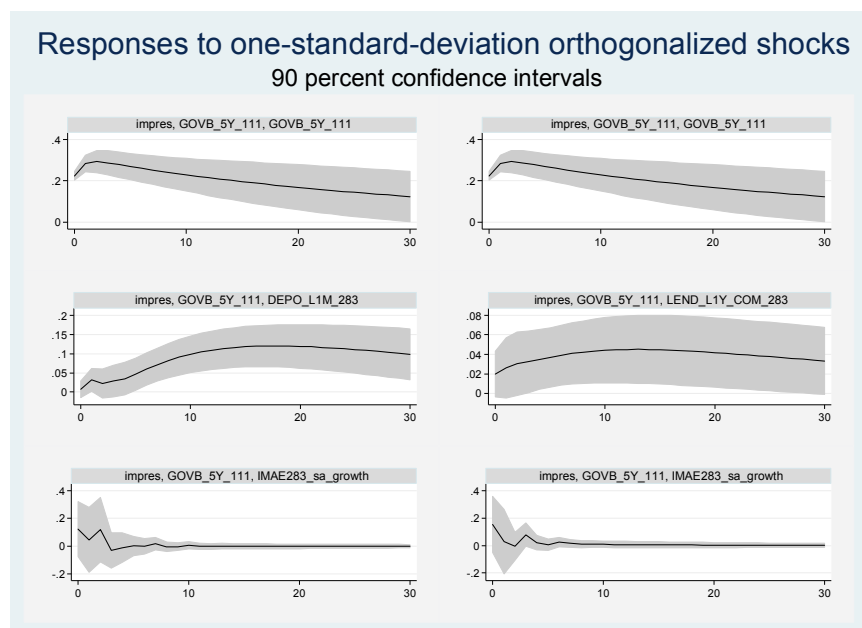 Responses to one-standard-deviation orthogonalized shocks
90 percent confidence intervals
impres, GOVB_5Y_111, GOVB_5Y_111
.4
.2
0
0 10 20 30
impres, GOVB_5Y_111, GOVB_5Y_111
.4
.2
0
0 10 20 30
impres, GOVB_5Y_111, DEPO_L1M_283
.2
.15
.1
.05
0
0 10 20 30
impres, GOVB_5Y_111, LEND_L1Y_COM_283
.08
.06
.04
.02
0
0 10 20 30
impres, GOVB_5Y_111, IMAE283_sa_growth
.4
.2
0
-.2
0 10 20 30
impres, GOVB_5Y_111, IMAE283_sa_growth
.4
.2
0
-.2
0 10 20 30